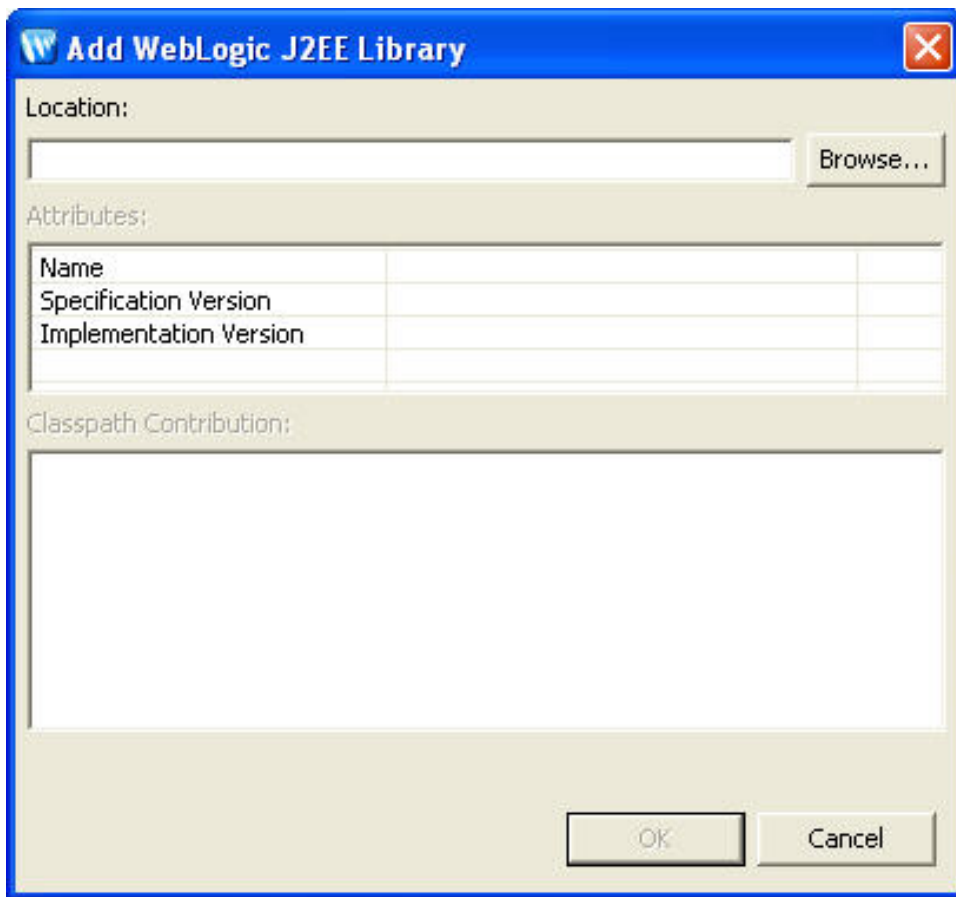 Add WebLogic J2EE Library
Location:
Browse...
Attributes:
Name
Specification Version
Implementation Version
Classpath Contribution:
OK Cancel